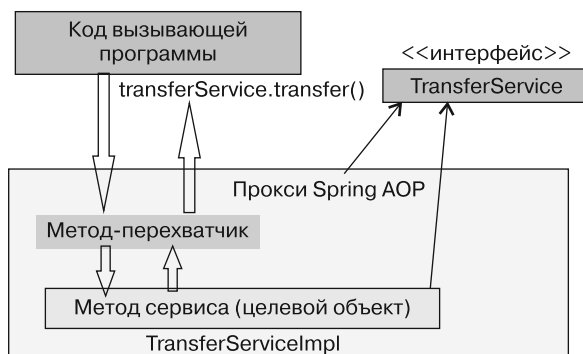 Код вызывающей
программы
<<интерфейс>>
TransferService
transferService.transfer()
Прокси Spring AOP
Метод-перехватчик
Метод сервиса (целевой объект)
TransferServiceImpl